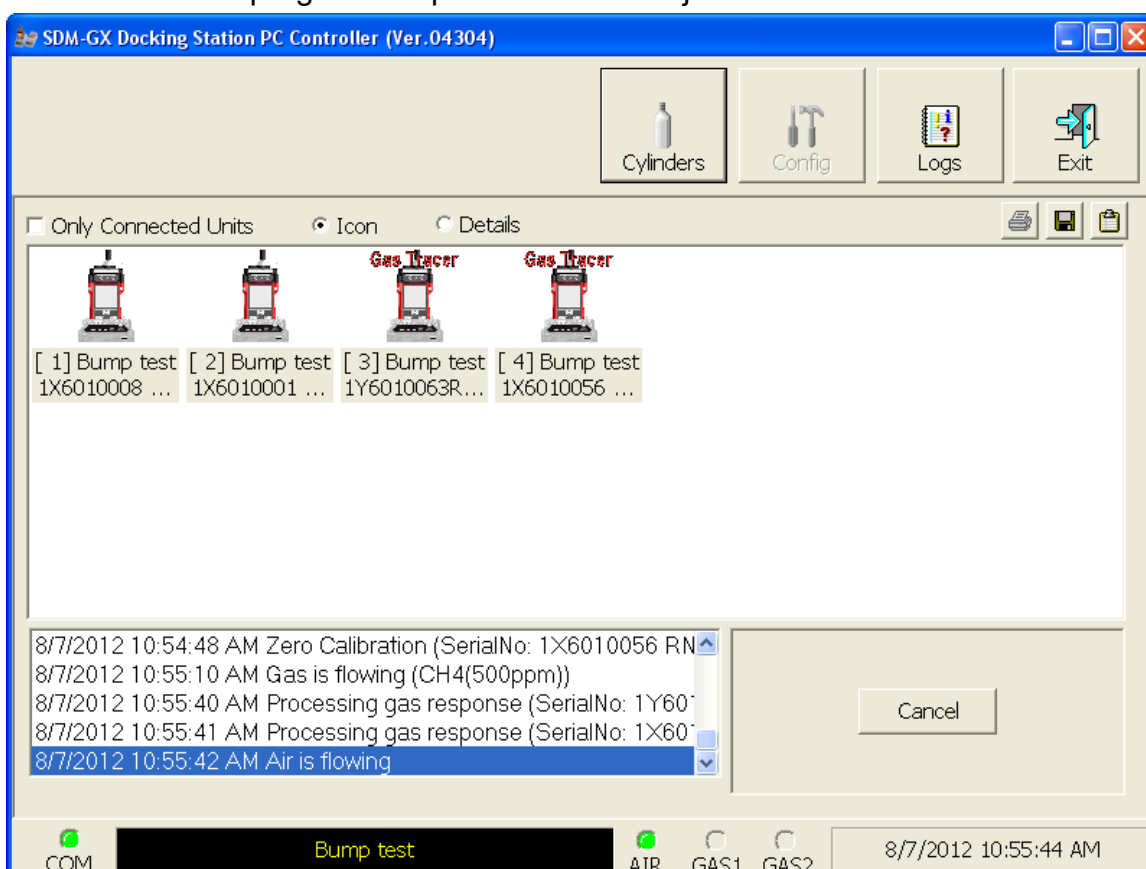 SDM-GX Docking Station PC Controller (Ver.04304)
Cylinders
Config
Logs
Exit
Only Connected Units
Icon
Details
Gas Tracer
Gas Tracer
[ 1] Bump test
1X6010008 ...
[ 2] Bump test
1X6010001 ...
[ 3] Bump test
1Y6010063R...
[ 4] Bump test
1X6010056 ...
8/7/2012 10:54:48 AM Zero Calibration (SerialNo: 1X6010056 RN
8/7/2012 10:55:10 AM Gas is flowing (CH4(500ppm))
8/7/2012 10:55:40 AM Processing gas response (SerialNo: 1Y60
8/7/2012 10:55:41 AM Processing gas response (SerialNo: 1X60
8/7/2012 10:55:42 AM Air is flowing
Cancel
COM
Bump test
AIR
GAS1
GAS2
8/7/2012 10:55:44 AM